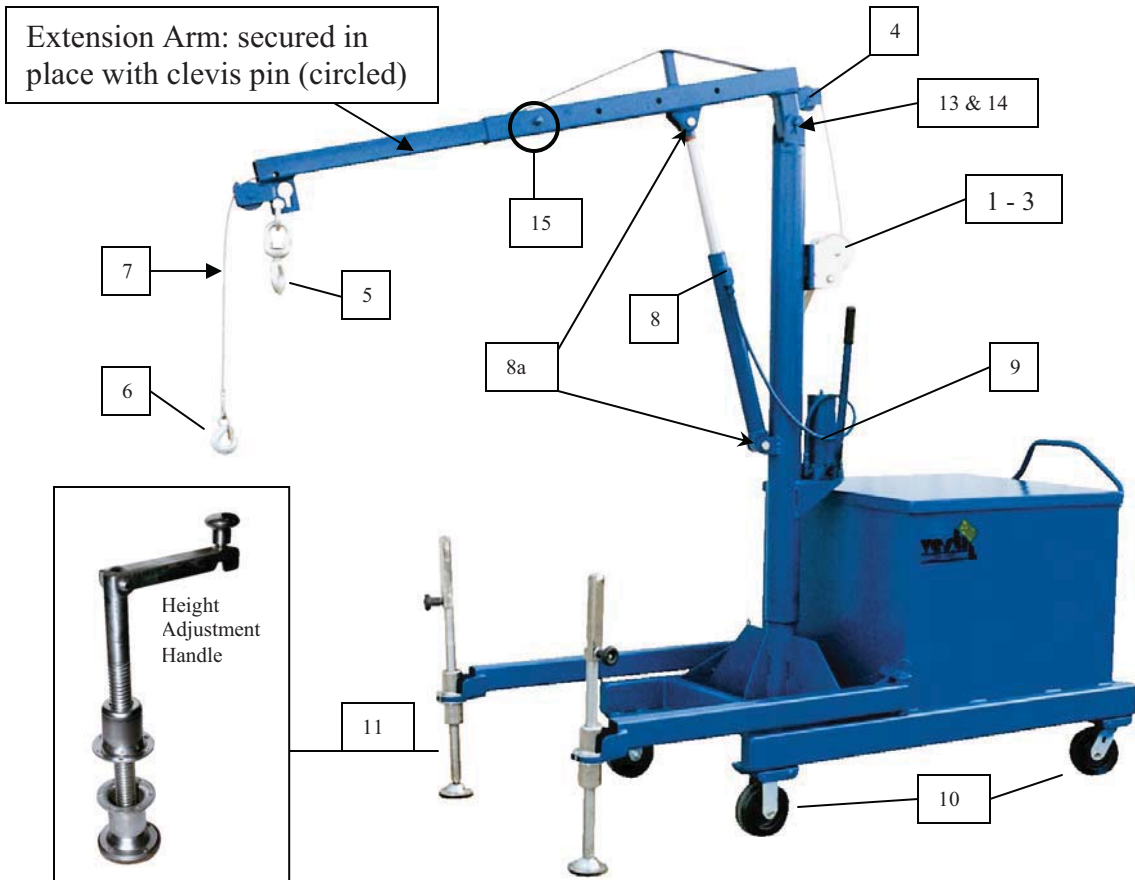 Extension Arm: secured in
place with clevis pin (circled)
4
13 & 14
1 - 3
15
7
5
8
8a
9
6
Height
Adjustment
Handle
11
10